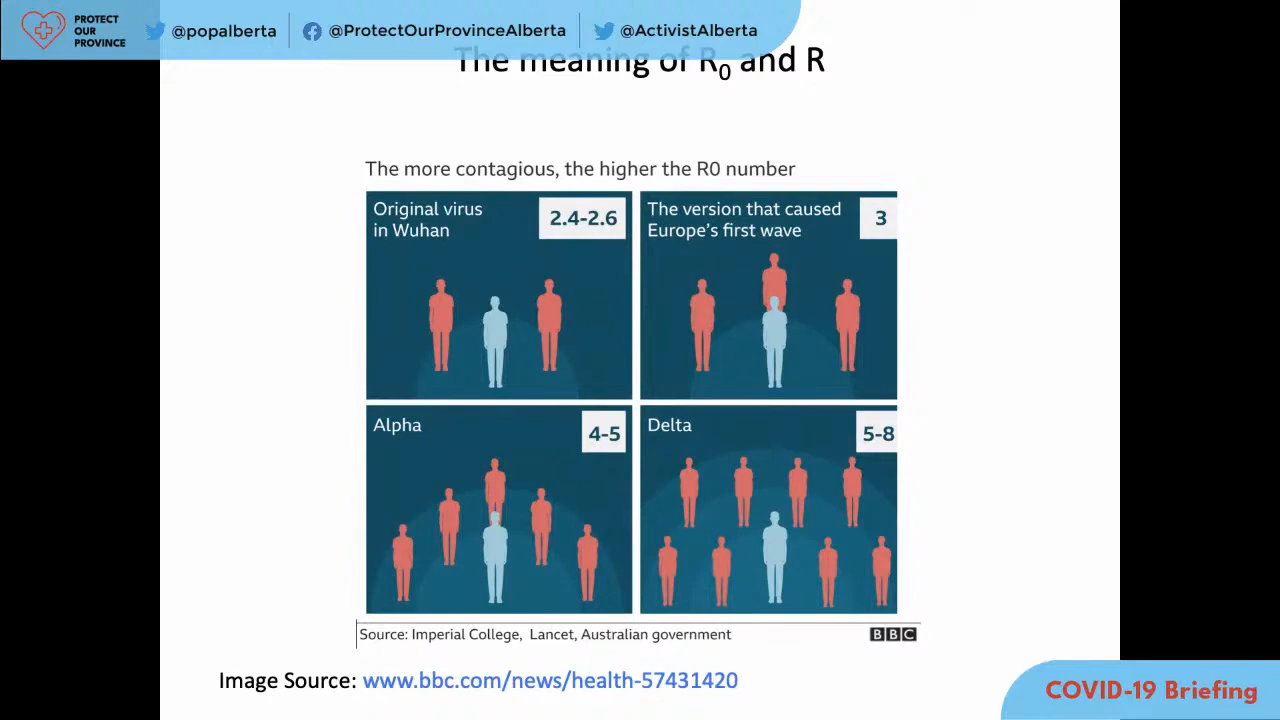 PROTECT
OUR
PROVINCE
@popalberta
@ProtectOurProvinceAlberta
@ActivistAlberta
The meaning of R₀ and R
The more contagious, the higher the R0 number
Original virus
in Wuhan
2.4-2.6
The version that caused
Europe's first wave
3
Alpha
4-5
Delta
5-8
Source: Imperial College, Lancet, Australian government
BBC
Image Source: www.bbc.com/news/health-57431420
COVID-19 Briefing